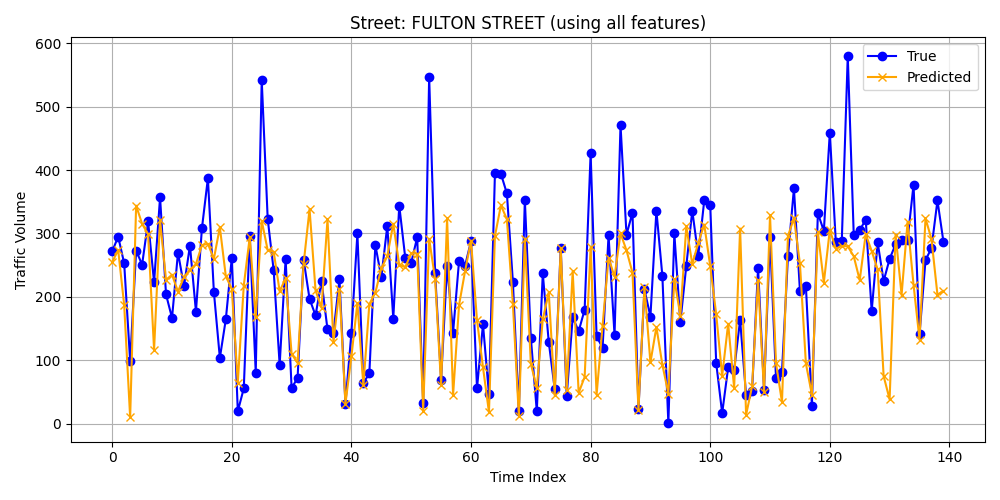 Street: FULTON STREET (using all features)
True
Predicted
Traffic Volume
600
500
400
300
200
100
0
0 20 40 60 80 100 120 140
Time Index